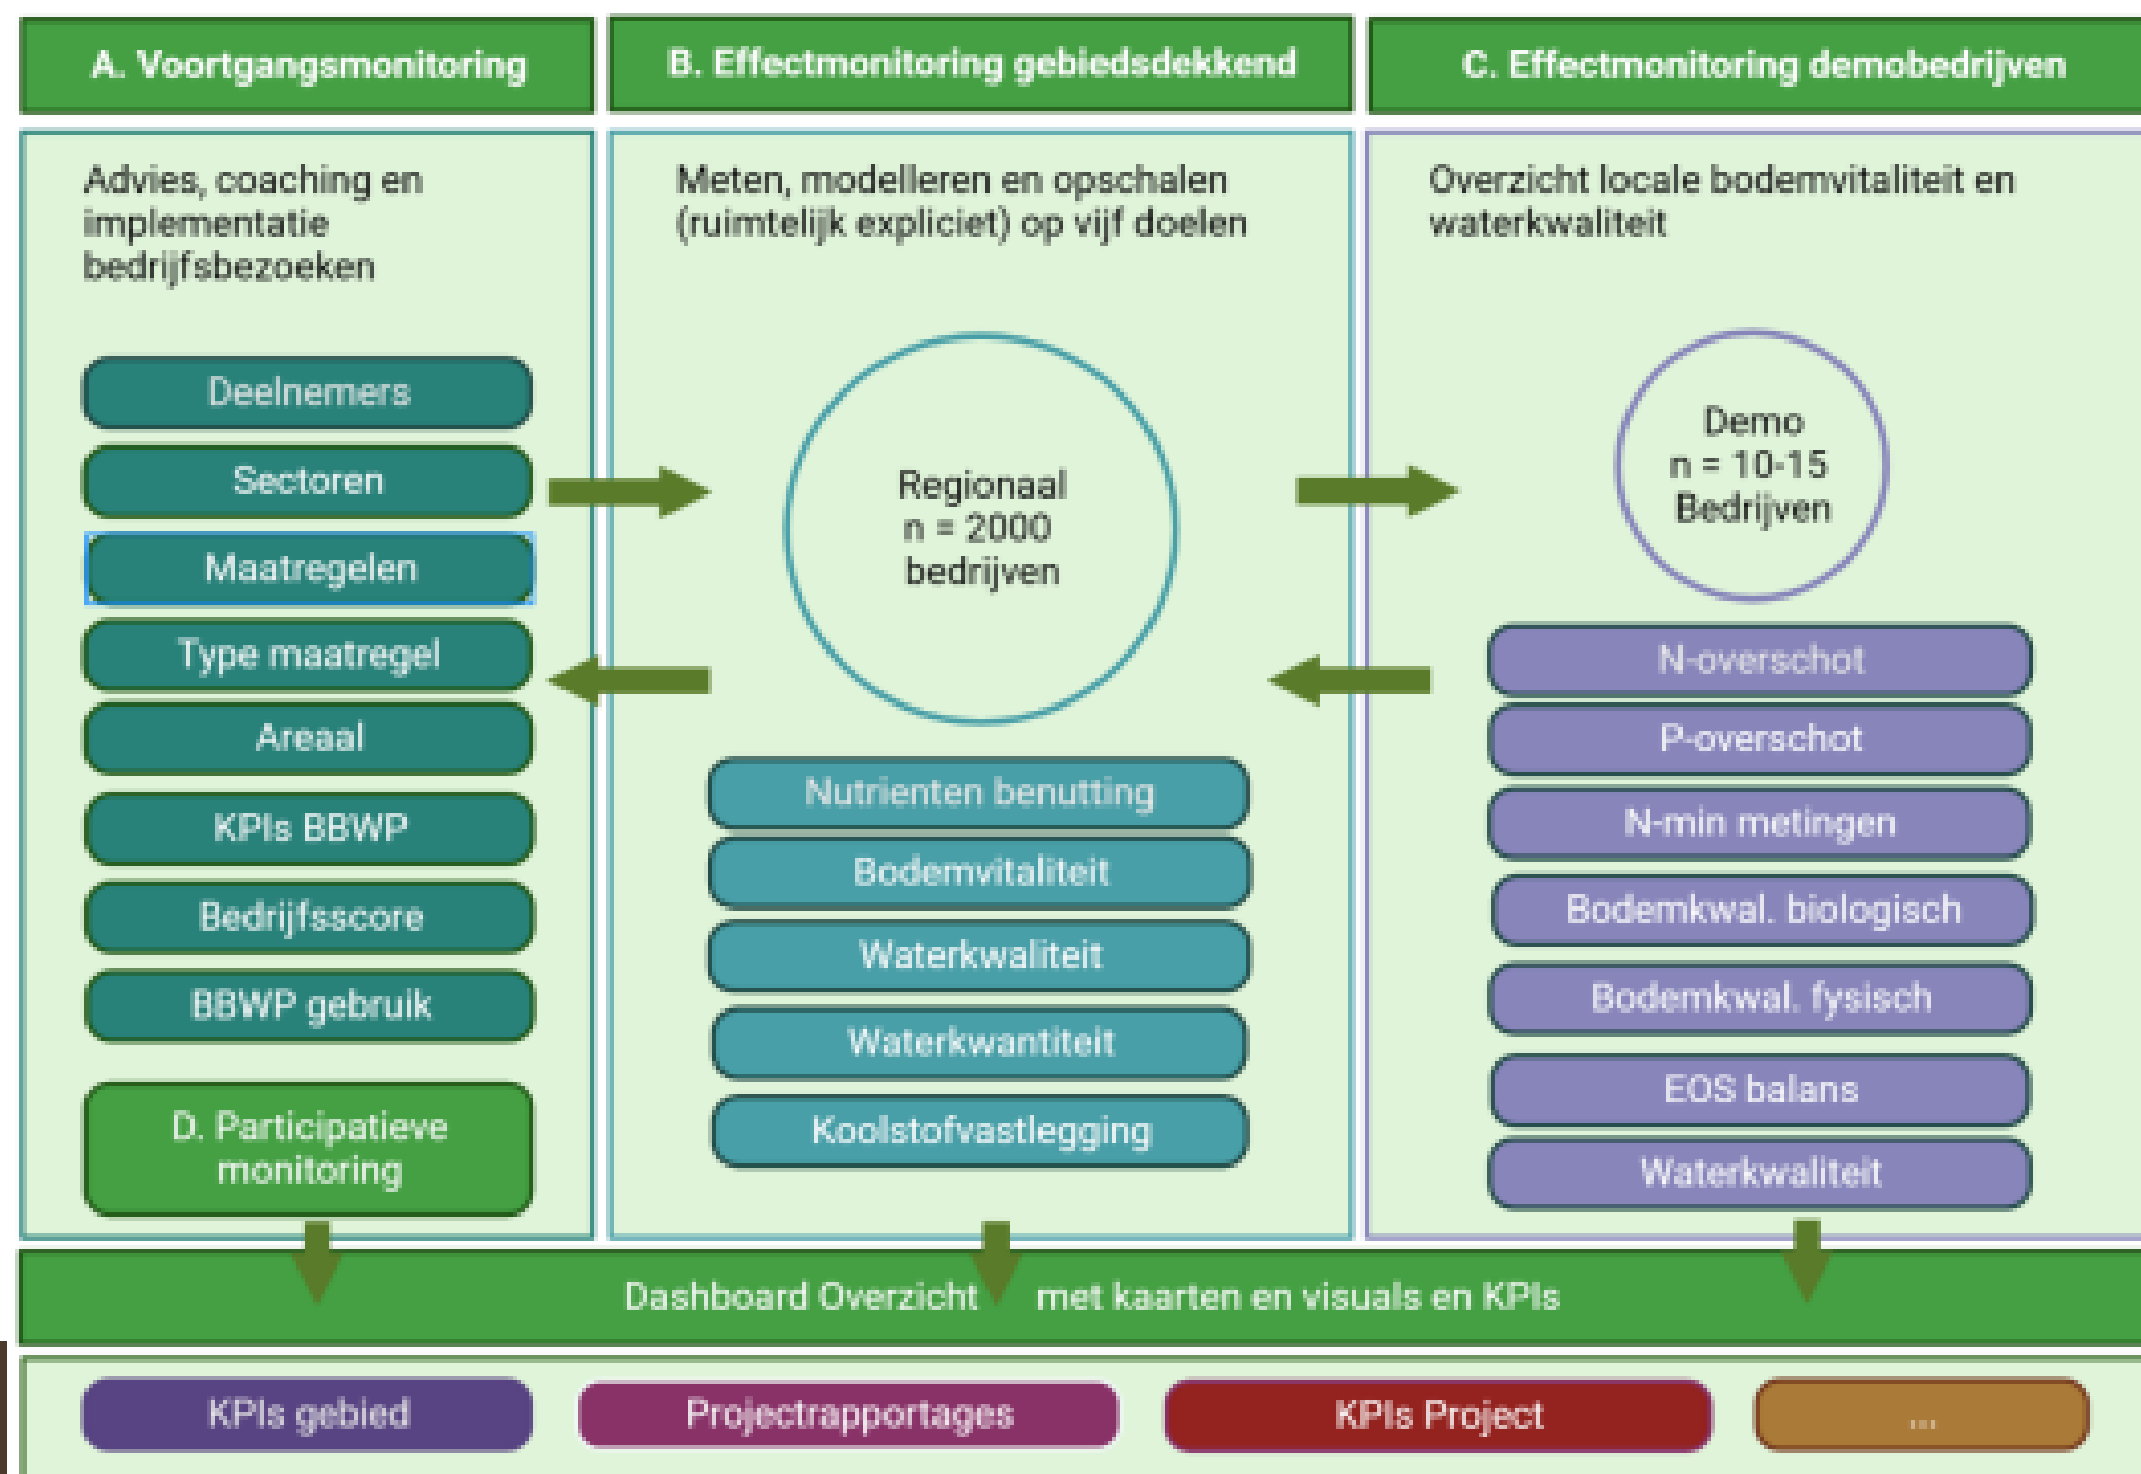 A. Voortgangsmonitoring
Advies, coaching en
implementatie
bedrijfsbezoeken
Deelnemers
Sectoren
Maatregelen
Type maatregel
Areaal
KPIs BBWP
Bedrijfsscore
BBWP gebruik
D. Participatieve
monitoring
B. Effectmonitoring gebiedsdekkend
Meten, modelleren en opschalen
(ruimtelijk expliciet) op vijf doelen
Regionaal
n = 2000
bedrijven
Nutrienten benutting
Bodemvitaliteit
Waterkwaliteit
Waterkwantiteit
Koolstofvastlegging
C. Effectmonitoring demobedrijven
Overzicht locale bodemvitaliteit en
waterkwaliteit
Demo
n = 10-15
Bedrijven
N-overschot
P-overschot
N-min metingen
Bodemkwal. biologisch
Bodemkwal. fysisch
EOS balans
Waterkwaliteit
Dashboard Overzicht met kaarten en visuals en KPIs
KPIs gebied
Projectrapportages
KPIs Project
...